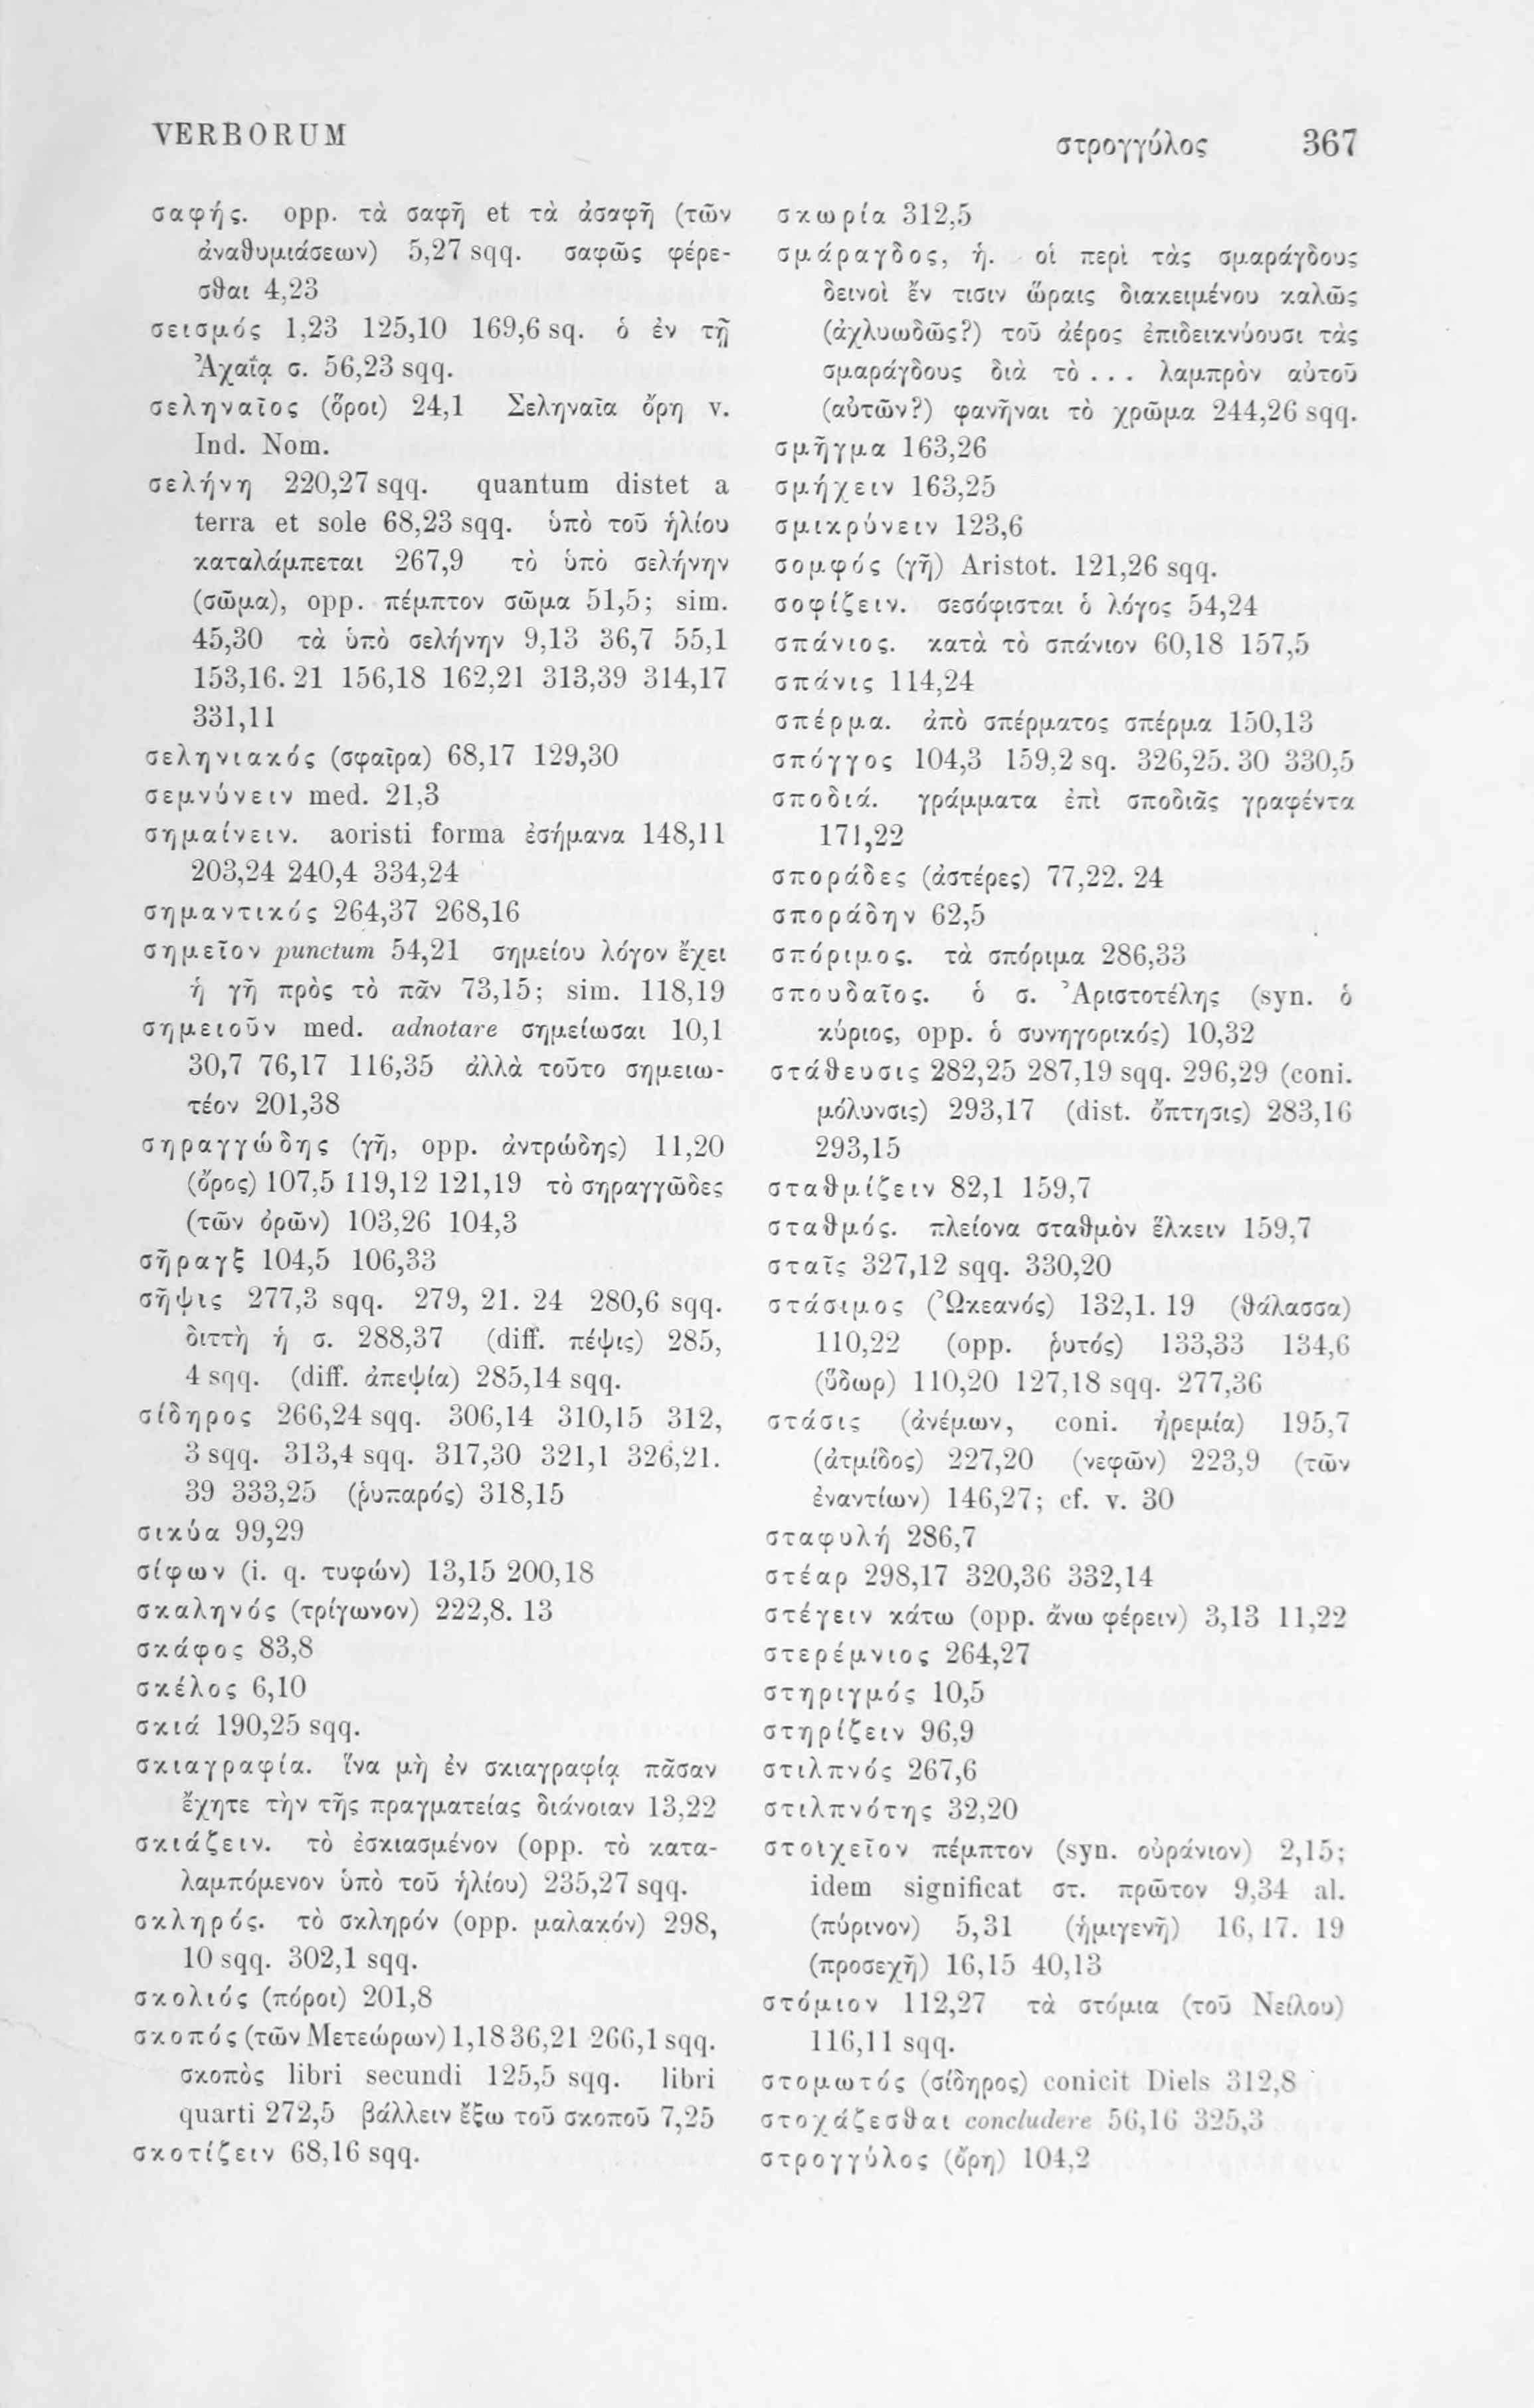 VERBORUM
στρογγύλος 367
σαφής. opp. τὰ σαφῆ et τὰ ἀσαφῆ (τῶν
ἀναθυμιάσεων) 5,27 sqq. σαφῶς φέρε-
σθαι 4,23
σεισμός 1,23 125,10 169,6 sq. ὁ ἐν τῇ
Ἀχαΐᾳ σ. 56,23 sqq.
σεληναῖος (ὅροι) 24,1 Σεληναῖα ὄρη v.
Ind. Nom.
σελήνη 220,27 sqq. quantum distet a
terra et sole 68,23 sqq. ὑπὸ τοῦ ἡλίου
καταλάμπεται 267,9 τὸ ὑπὸ σελήνην
(σῶμα), opp. πέμπτον σῶμα 51,5; sim.
45,30 τὰ ὑπὸ σελήνην 9,13 36,7 55,1
153,16. 21 156,18 162,21 313,39 314,17
331,11
σεληνιακός (σφαῖρα) 68,17 129,30
σεμνύνειν med. 21,3
σημαίνειν. aoristi forma ἐσήμανα 148,11
203,24 240,4 334,24
σημαντικός 264,37 268,16
σημεῖον punctum 54,21 σημείου λόγον ἔχει
ἡ γῆ πρὸς τὸ πᾶν 73,15; sim. 118,19
σημειοῦν med. adnotare σημείωσαι 10,1
30,7 76,17 116,35 ἀλλὰ τοῦτο σημειω-
τέον 201,38
σηραγγώδης (γῆ, opp. ἀντρώδης) 11,20
(ὄρος) 107,5 119,12 121,19 τὸ σηραγγῶδες
(τῶν ὀρῶν) 103,26 104,3
σῆραγξ 104,5 106,33
σῆψις 277,3 sqq. 279, 21. 24 280,6 sqq.
διττὴ ἡ σ. 288,37 (diff. πέψις) 285,
4 sqq. (diff. ἀπεψία) 285,14 sqq.
σίδηρος 266,24 sqq. 306,14 310,15 312,
3 sqq. 313,4 sqq. 317,30 321,1 326,21.
39 333,25 (ῥυπαρός) 318,15
σικύα 99,29
σίφων (i. q. τυφών) 13,15 200,18
σκαληνός (τρίγωνον) 222,8. 13
σκάφος 83,8
σκέλος 6,10
σκιά 190,25 sqq.
σκιαγραφία. ἵνα μὴ ἐν σκιαγραφίᾳ πᾶσαν
ἔχητε τὴν τῆς πραγματείας διάνοιαν 13,22
σκιάζειν. τὸ ἐσκιασμένον (opp. τὸ κατα-
λαμπόμενον ὑπὸ τοῦ ἡλίου) 235,27 sqq.
σκληρός. τὸ σκληρόν (opp. μαλακόν) 298,
10 sqq. 302,1 sqq.
σκολιός (πόροι) 201,8
σκοπός (τῶν Μετεώρων) 1,18 36,21 266,1 sqq.
σκοπὸς libri secundi 125,5 sqq. libri
quarti 272,5 βάλλειν ἔξω τοῦ σκοποῦ 7,25
σκοτίζειν 68,16 sqq.
σκωρία 312,5
σμάραγδος, ἡ. οἱ περὶ τὰς σμαράγδους
δεινοὶ ἔν τισιν ὥραις διακειμένου καλῶς
(ἀχλυωδῶς?) τοῦ ἀέρος ἐπιδεικνύουσι τὰς
σμαράγδους διὰ τὸ . . . λαμπρὸν αὐτοῦ
(αὐτῶν?) φανῆναι τὸ χρῶμα 244,26 sqq.
σμῆγμα 163,26
σμήχειν 163,25
σμικρύνειν 123,6
σομφός (γῆ) Aristot. 121,26 sqq.
σοφίζειν. σεσόφισται ὁ λόγος 54,24
σπάνιος. κατὰ τὸ σπάνιον 60,18 157,5
σπάνις 114,24
σπέρμα. ἀπὸ σπέρματος σπέρμα 150,13
σπόγγος 104,3 159,2 sq. 326,25. 30 330,5
σποδιά. γράμματα ἐπὶ σποδιᾶς γραφέντα
171,22
σποράδες (ἀστέρες) 77,22. 24
σποράδην 62,5
σπόριμος. τὰ σπόριμα 286,33
σπουδαῖος. ὁ σ. Ἀριστοτέλης (syn. ὁ
κύριος, opp. ὁ συνηγορικός) 10,32
στάθευσις 282,25 287,19 sqq. 296,29 (coni.
μόλυνσις) 293,17 (dist. ὄπτησις) 283,16
293,15
σταθμίζειν 82,1 159,7
σταθμός. πλείονα σταθμὸν ἕλκειν 159,7
σταῖς 327,12 sqq. 330,20
στάσιμος (Ὠκεανός) 132,1. 19 (θάλασσα)
110,22 (opp. ῥυτός) 133,33 134,6
(ὕδωρ) 110,20 127,18 sqq. 277,36
στάσις (ἀνέμων, coni. ἠρεμία) 195,7
(ἀτμίδος) 227,20 (νεφῶν) 223,9 (τῶν
ἐναντίων) 146,27; cf. v. 30
σταφυλή 286,7
στέαρ 298,17 320,36 332,14
στέγειν κάτω (opp. ἄνω φέρειν) 3,13 11,22
στερέμνιος 264,27
στηριγμός 10,5
στηρίζειν 96,9
στιλπνός 267,6
στιλπνότης 32,20
στοιχεῖον πέμπτον (syn. οὐράνιον) 2,15;
idem significat στ. πρῶτον 9,34 al.
(πύρινον) 5,31 (ἡμιγενῆ) 16,17. 19
(προσεχῆ) 16,15 40,13
στόμιον 112,27 τὰ στόμια (τοῦ Νείλου)
116,11 sqq.
στομωτός (σίδηρος) conicit Diels 312,8
στοχάζεσθαι concludere 56,16 325,3
στρογγύλος (ὄρη) 104,2